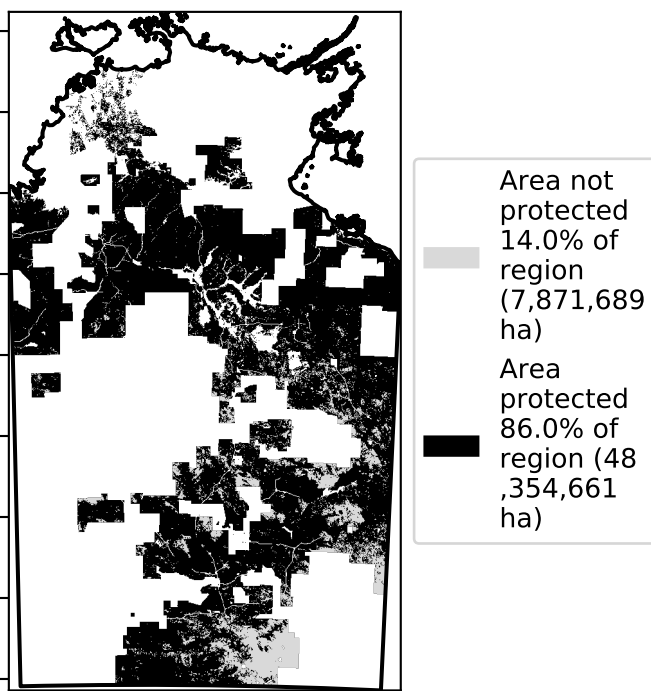 Area not
protected
14.0% of
region
(7,871,689
ha)
Area
protected
86.0% of
region (48
,354,661
ha)